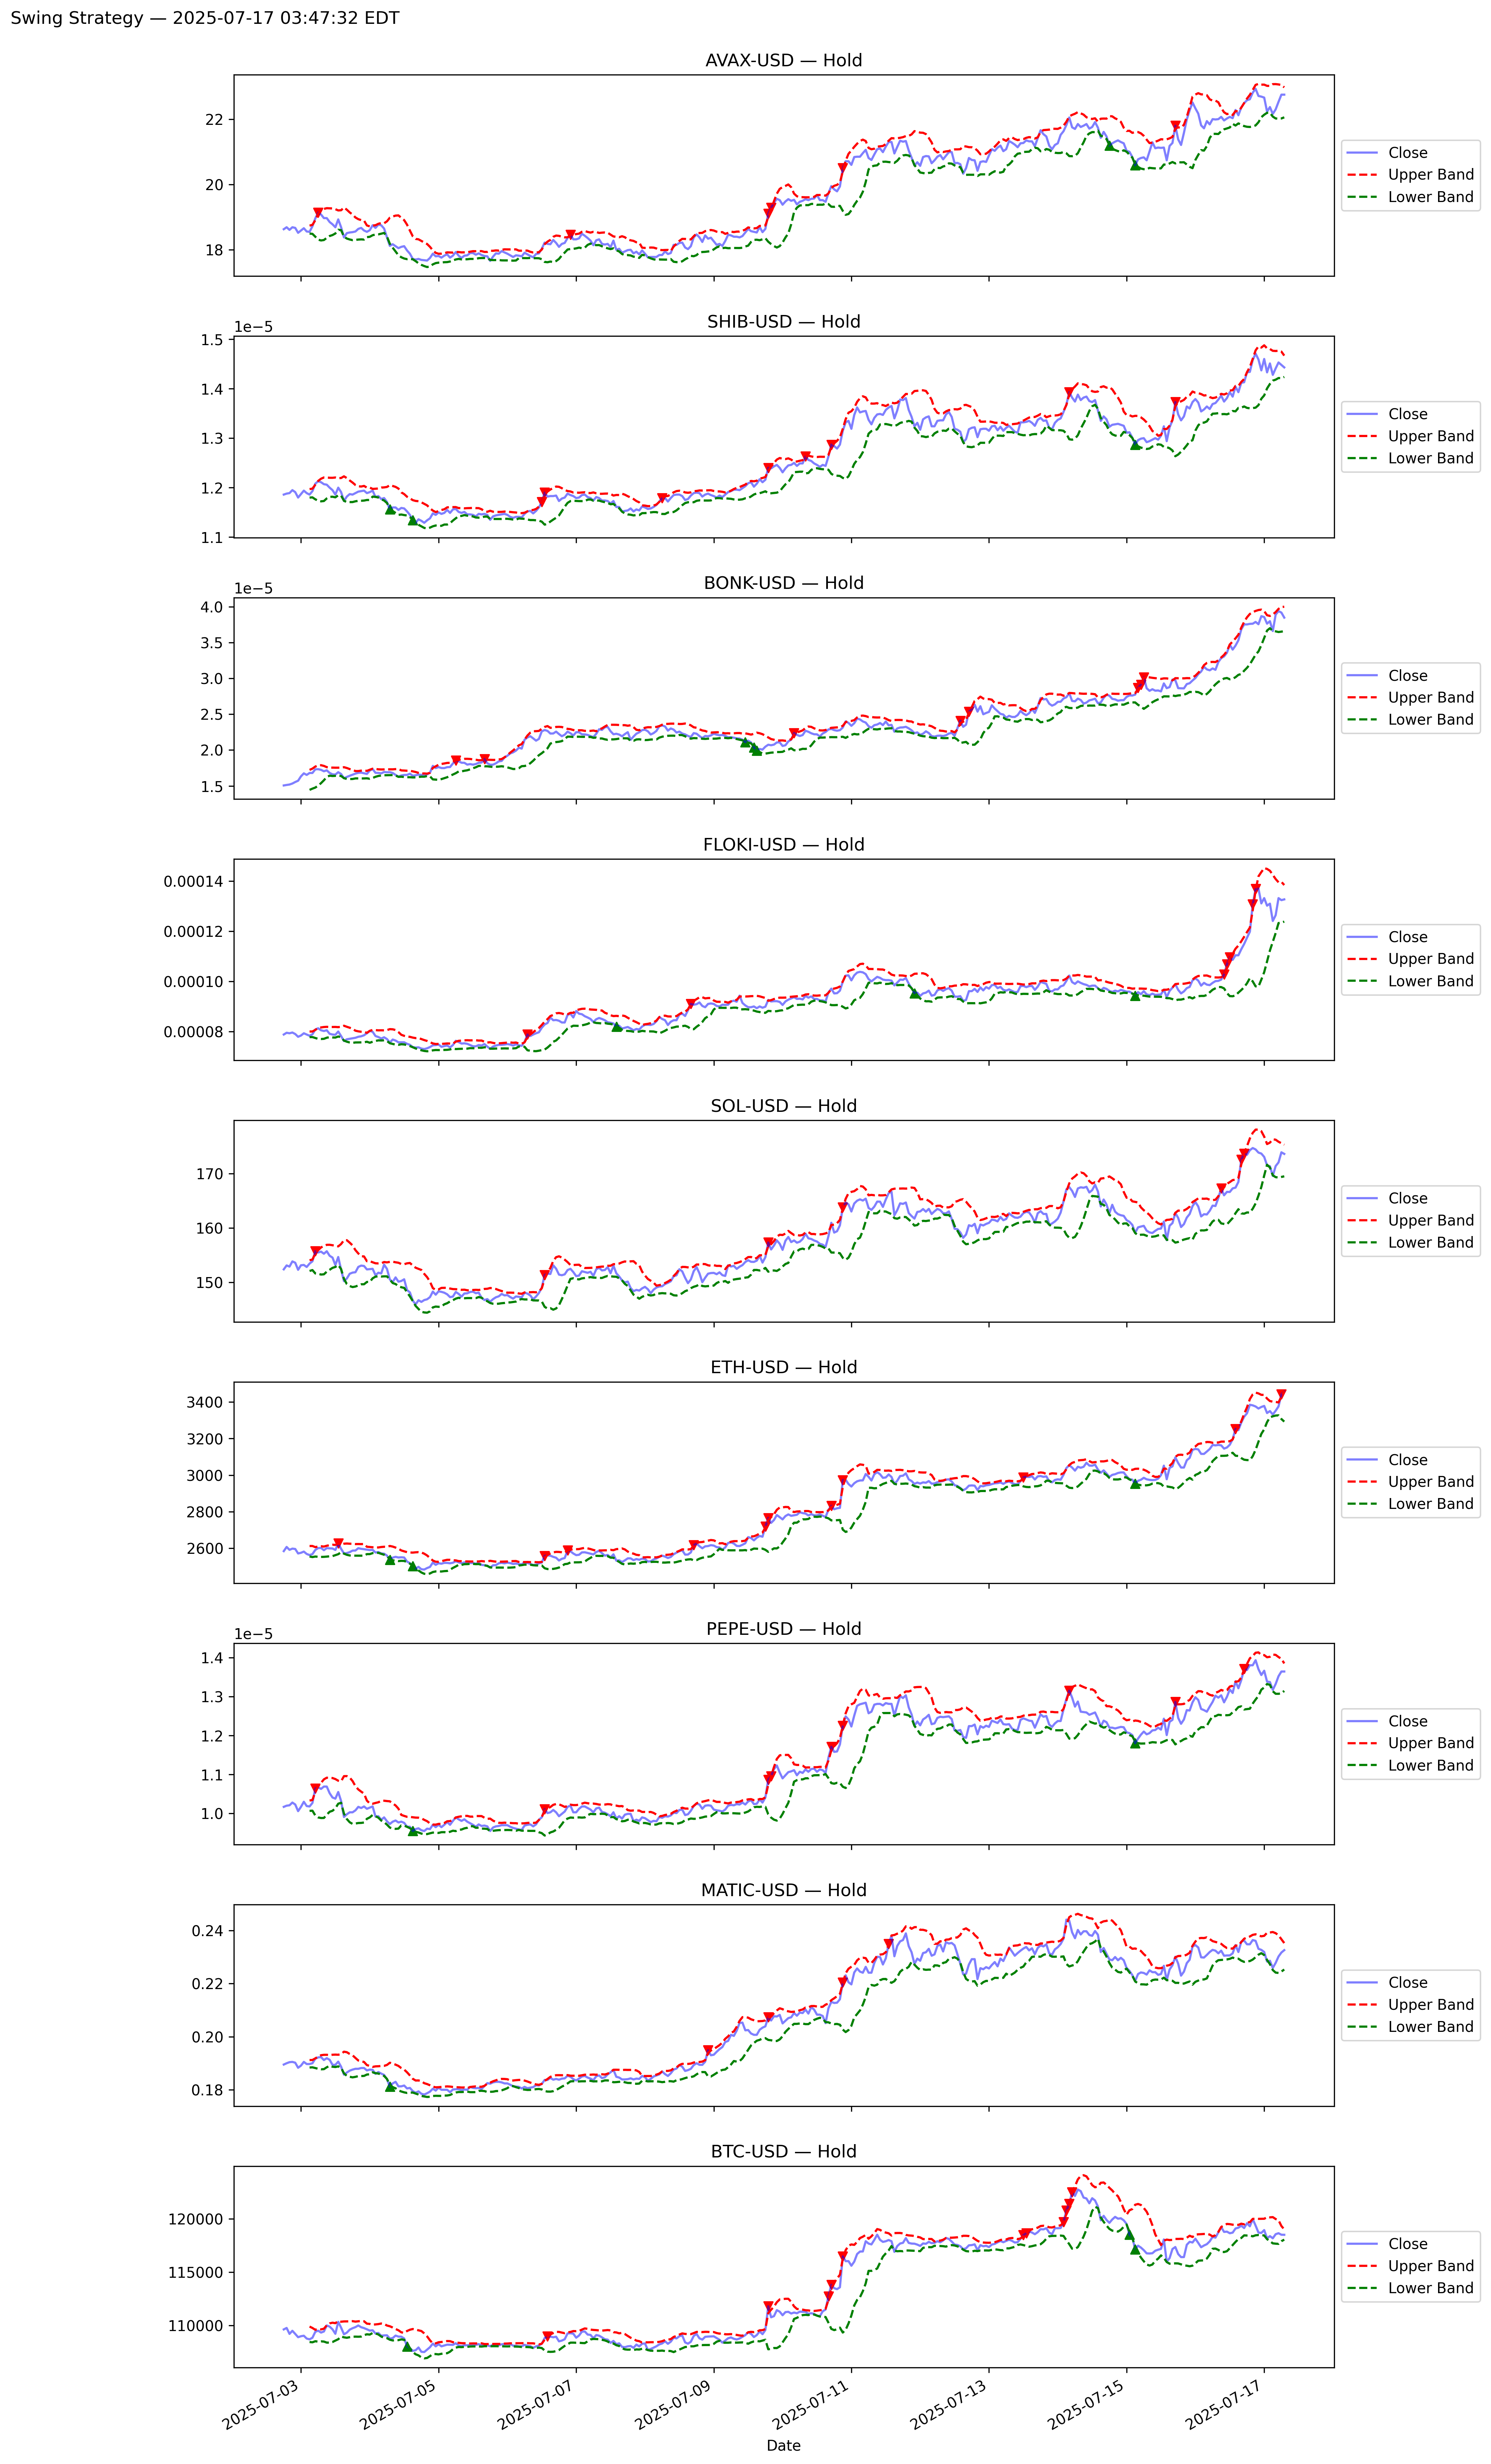 Swing Strategy — 2025-07-17 03:47:32 EDT
AVAX-USD — Hold
22
20
18
Close
Upper Band
Lower Band
SHIB-USD — Hold
1e−5
1.5
1.4
1.3
1.2
1.1
Close
Upper Band
Lower Band
BONK-USD — Hold
1e−5
4.0
3.5
3.0
2.5
2.0
1.5
Close
Upper Band
Lower Band
FLOKI-USD — Hold
0.00014
0.00012
0.00010
0.00008
Close
Upper Band
Lower Band
SOL-USD — Hold
170
160
150
Close
Upper Band
Lower Band
ETH-USD — Hold
3400
3200
3000
2800
2600
Close
Upper Band
Lower Band
PEPE-USD — Hold
1e−5
1.4
1.3
1.2
1.1
1.0
Close
Upper Band
Lower Band
MATIC-USD — Hold
0.24
0.22
0.20
0.18
Close
Upper Band
Lower Band
BTC-USD — Hold
120000
115000
110000
Close
Upper Band
Lower Band
2025-07-03
2025-07-05
2025-07-07
2025-07-09
2025-07-11
2025-07-13
2025-07-15
2025-07-17
Date